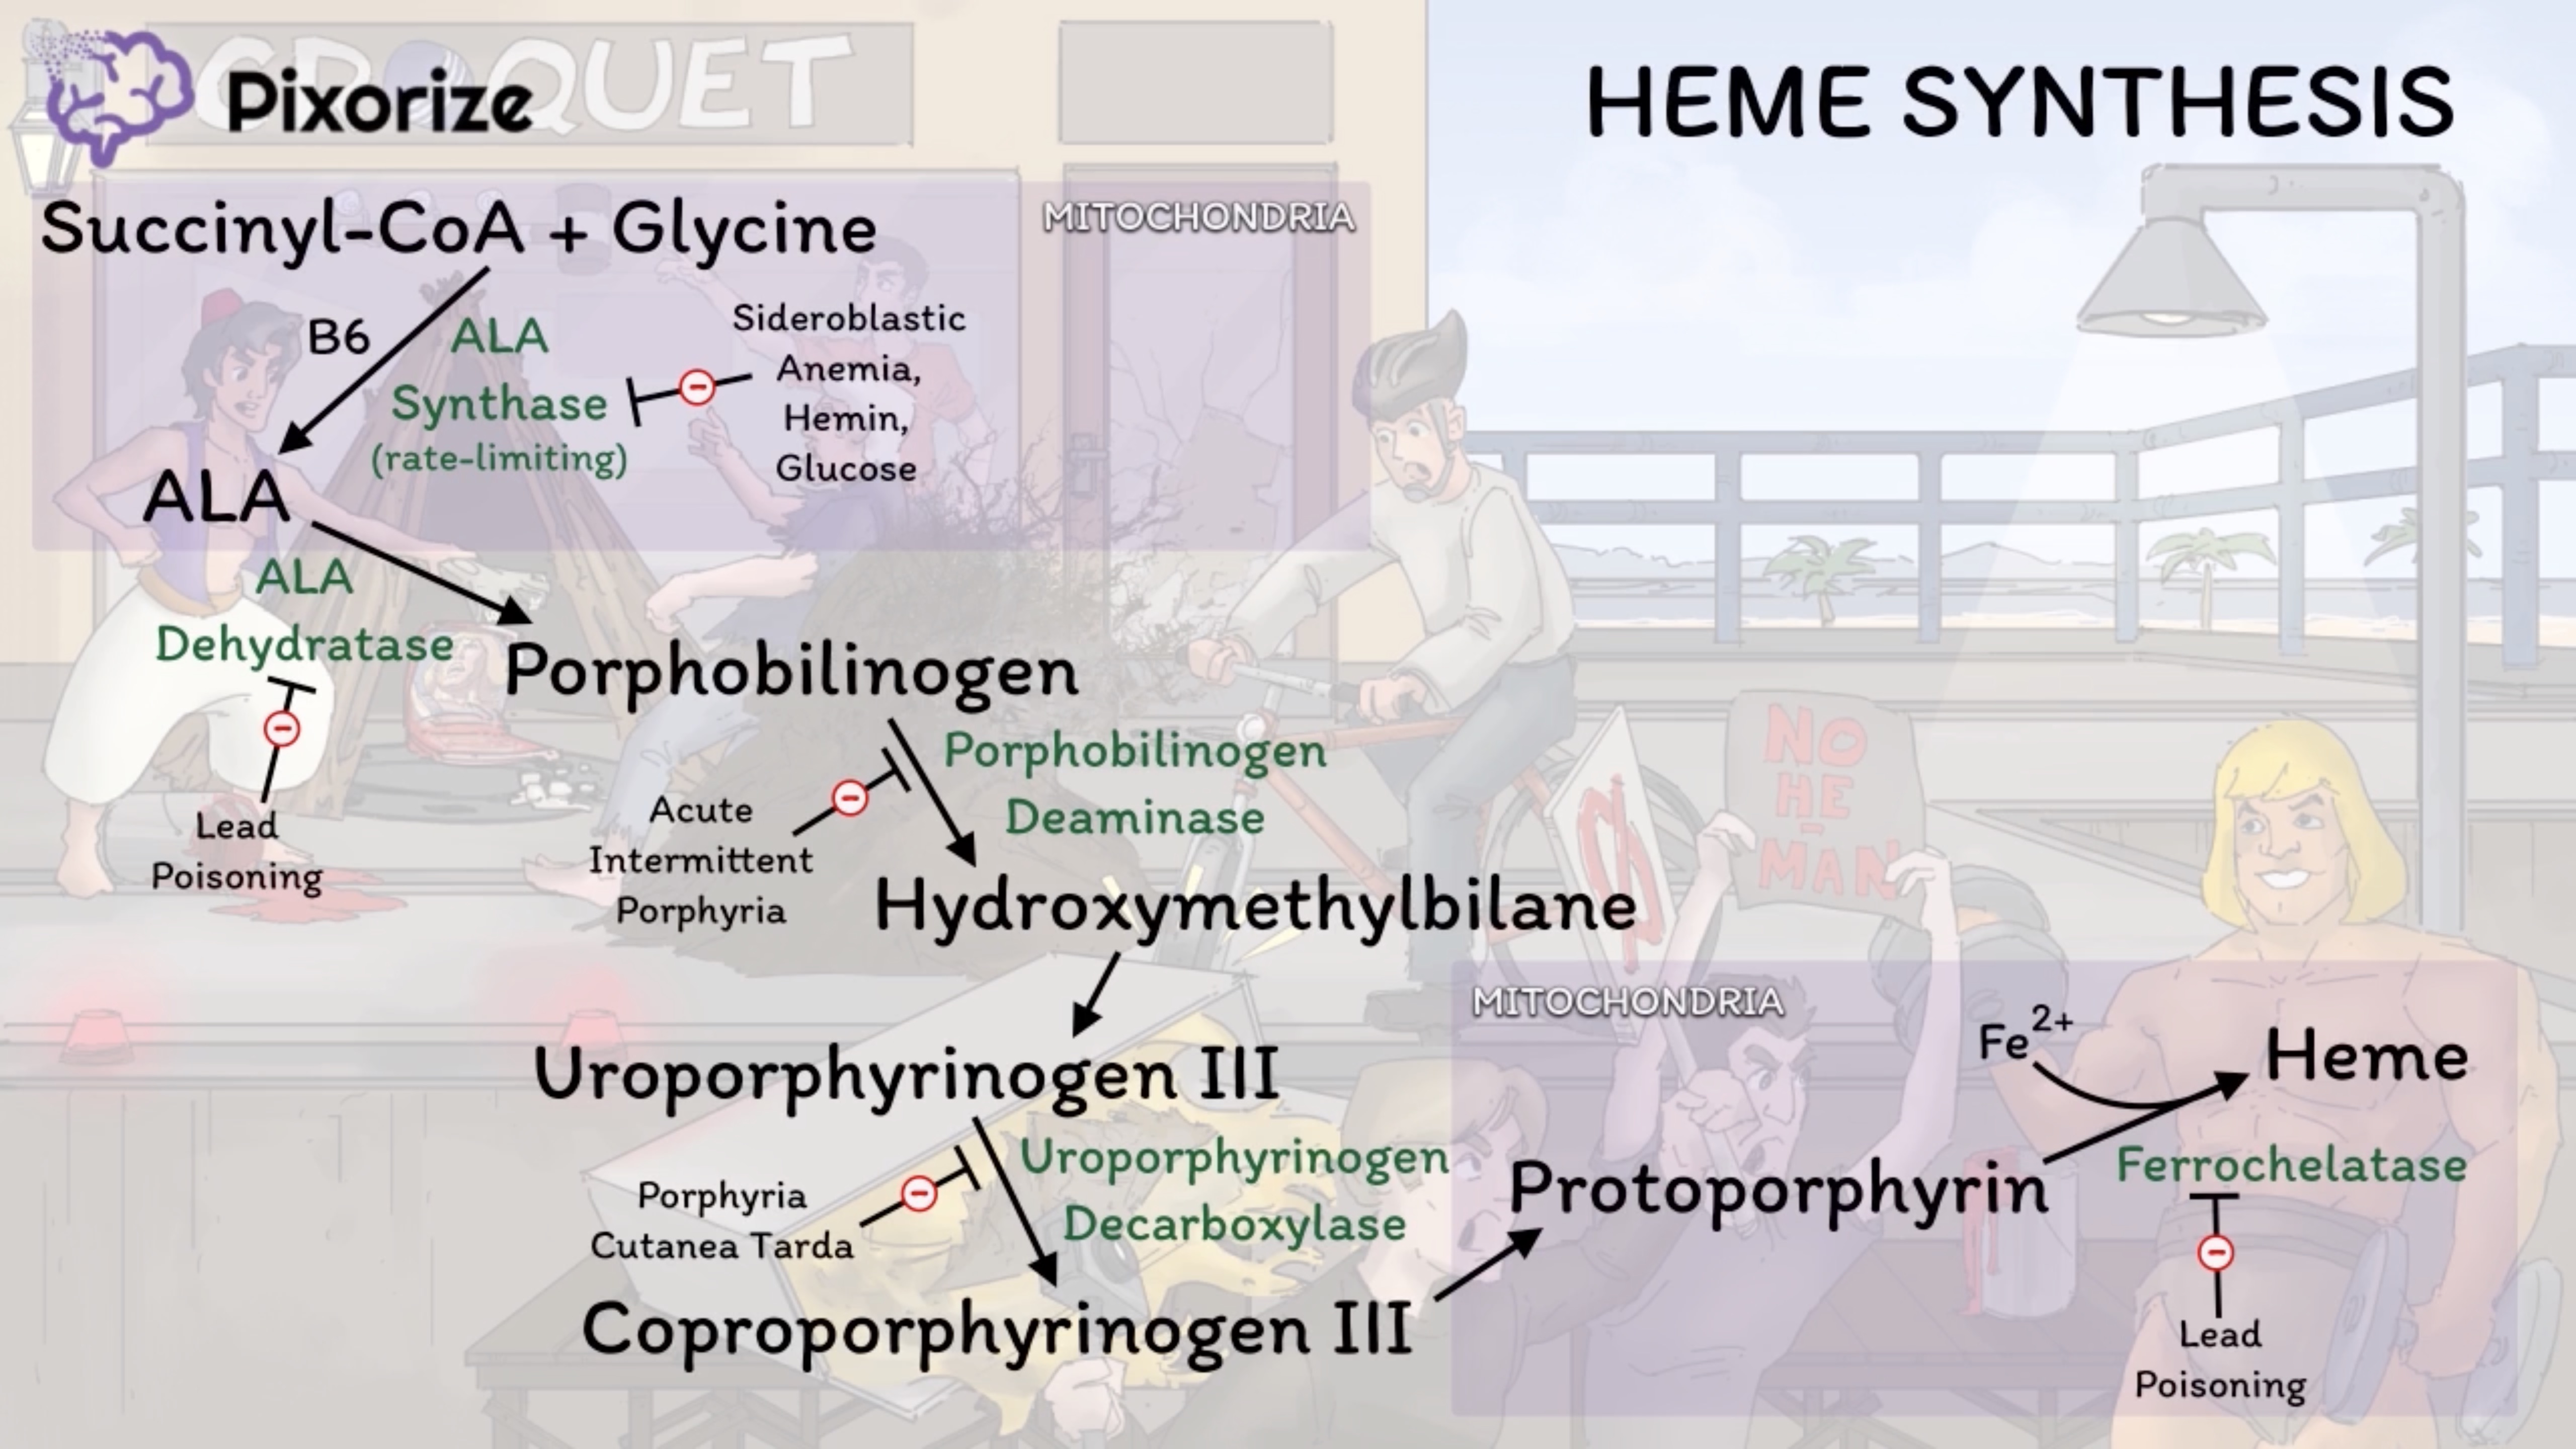 CROQUET
Pixorize
HEME SYNTHESIS
Succinyl-CoA + Glycine
MITOCHONDRIA
B6
ALA
Synthase
(rate-limiting)
Sideroblastic
Anemia,
Hemin,
Glucose
ALA
ALA
Dehydratase
Lead
Poisoning
Porphobilinogen
Porphobilinogen
Deaminase
Acute
Intermittent
Porphyria
NO
HE
-
MAN
Hydroxymethylbilane
Uroporphyrinogen III
Uroporphyrinogen
Decarboxylase
Porphyria
Cutanea Tarda
Coproporphyrinogen III
MITOCHONDRIA
Fe²⁺
Heme
Protoporphyrin
Ferrochelatase
Lead
Poisoning